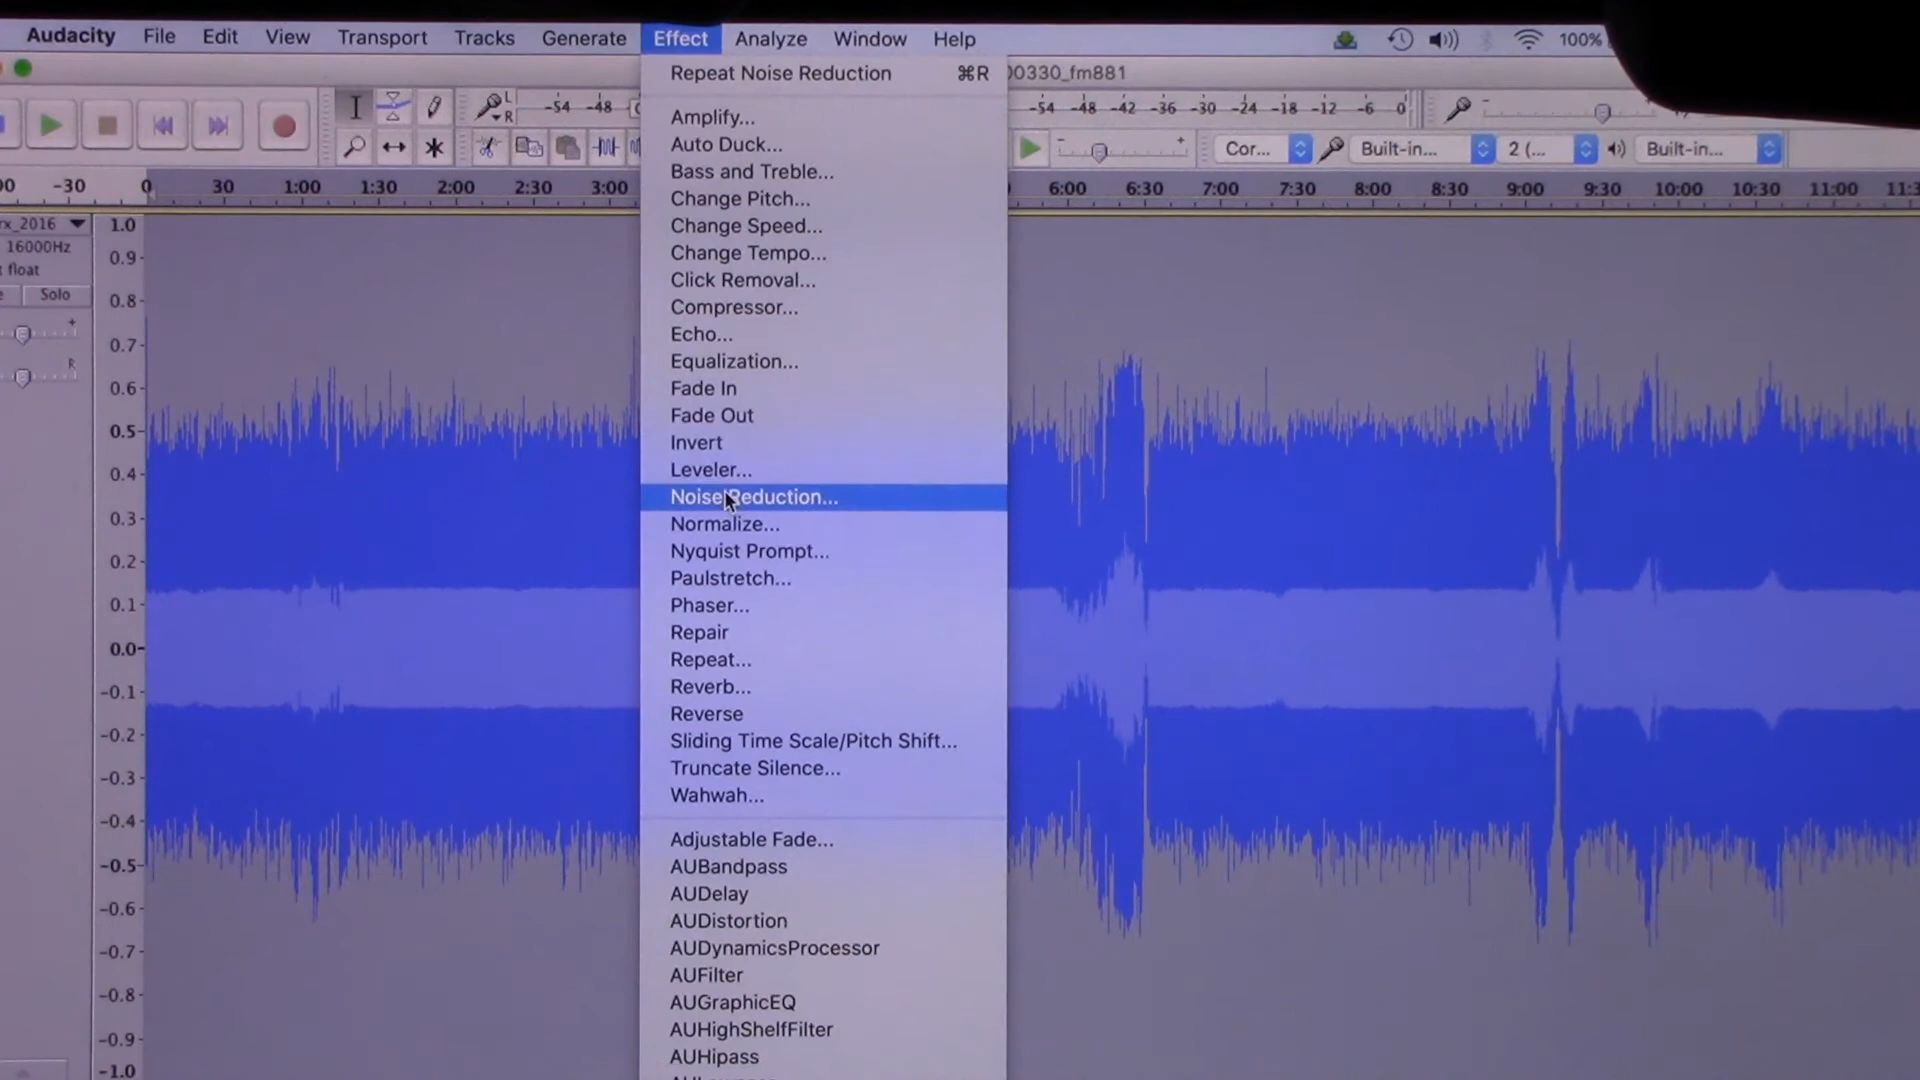 Audacity File Edit View Transport Tracks Generate Effect Analyze Window Help 100%
Repeat Noise Reduction ⌘R
0330_fm881
L
R
-54 -48
-54 -48 -42 -36 -30 -24 -18 -12 -6 0
Cor... Built-in... 2 (... Built-in...
-30 0 30 1:00 1:30 2:00 2:30 3:00 6:00 6:30 7:00 7:30 8:00 8:30 9:00 9:30 10:00 10:30 11:00 11:3
rx_2016
16000Hz
float
Solo
R
1.0
0.9
0.8
0.7
0.6
0.5
0.4
0.3
0.2
0.1
0.0
-0.1
-0.2
-0.3
-0.4
-0.5
-0.6
-0.7
-0.8
-0.9
-1.0
Amplify...
Auto Duck...
Bass and Treble...
Change Pitch...
Change Speed...
Change Tempo...
Click Removal...
Compressor...
Echo...
Equalization...
Fade In
Fade Out
Invert
Leveler...
Noise Reduction...
Normalize...
Nyquist Prompt...
Paulstretch...
Phaser...
Repair
Repeat...
Reverb...
Reverse
Sliding Time Scale/Pitch Shift...
Truncate Silence...
Wahwah...
Adjustable Fade...
AUBandpass
AUDelay
AUDistortion
AUDynamicsProcessor
AUFilter
AUGraphicEQ
AUHighShelfFilter
AUHipass